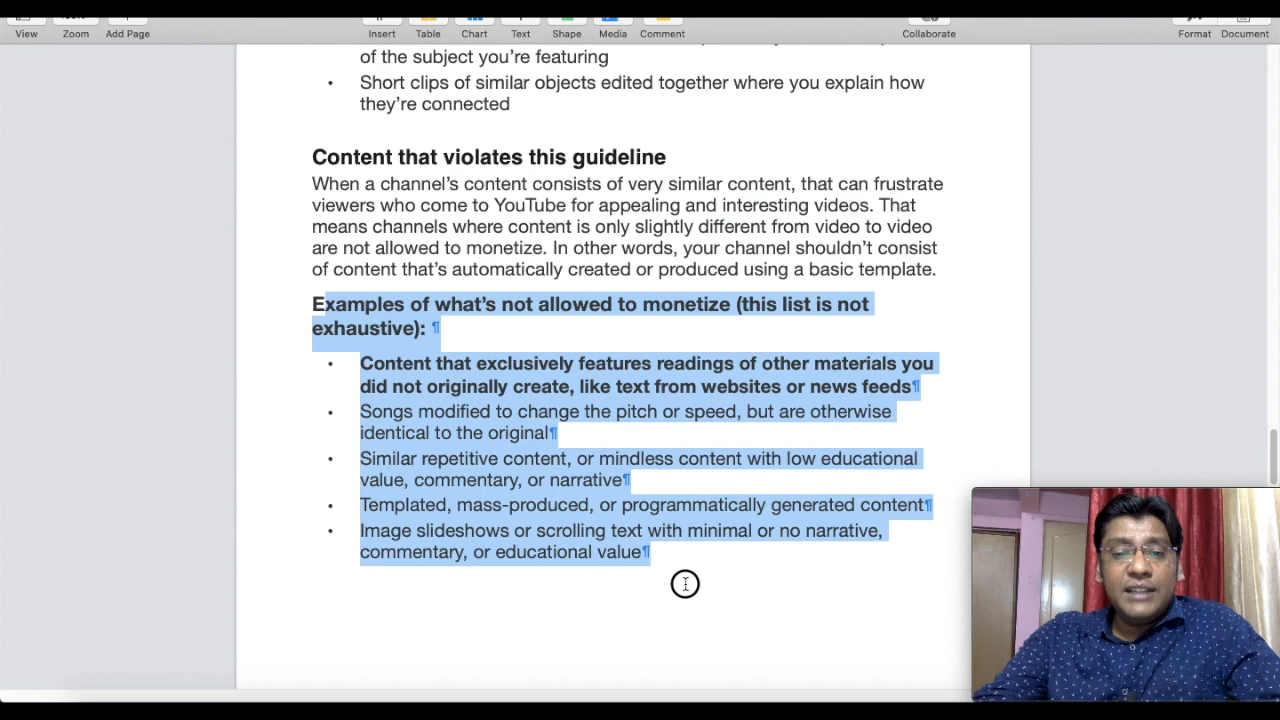 View
Zoom
Add Page
Insert
Table
Chart
Text
Shape
Media
Comment
Collaborate
Format
Document
of the subject you’re featuring
• Short clips of similar objects edited together where you explain how
they’re connected
Content that violates this guideline
When a channel’s content consists of very similar content, that can frustrate
viewers who come to YouTube for appealing and interesting videos. That
means channels where content is only slightly different from video to video
are not allowed to monetize. In other words, your channel shouldn’t consist
of content that’s automatically created or produced using a basic template.
Examples of what’s not allowed to monetize (this list is not
exhaustive): ¶
• Content that exclusively features readings of other materials you
did not originally create, like text from websites or news feeds¶
• Songs modified to change the pitch or speed, but are otherwise
identical to the original¶
• Similar repetitive content, or mindless content with low educational
value, commentary, or narrative¶
• Templated, mass-produced, or programmatically generated content¶
• Image slideshows or scrolling text with minimal or no narrative,
commentary, or educational value¶